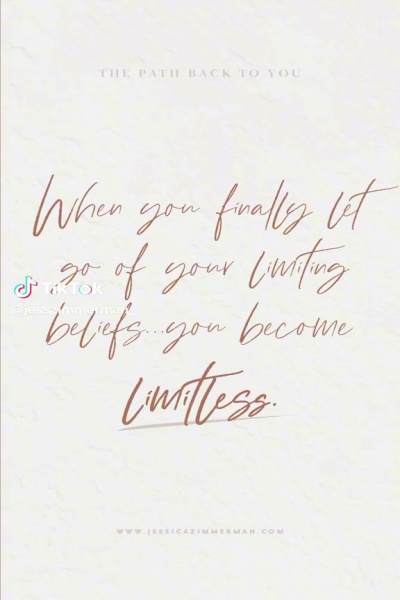 THE PATH BACK TO YOU
When you finally let
go of your limiting
TikTok
@jesszimmerman
beliefs...you become
limitless.
WWW.JESSICAZIMMERMAN.COM